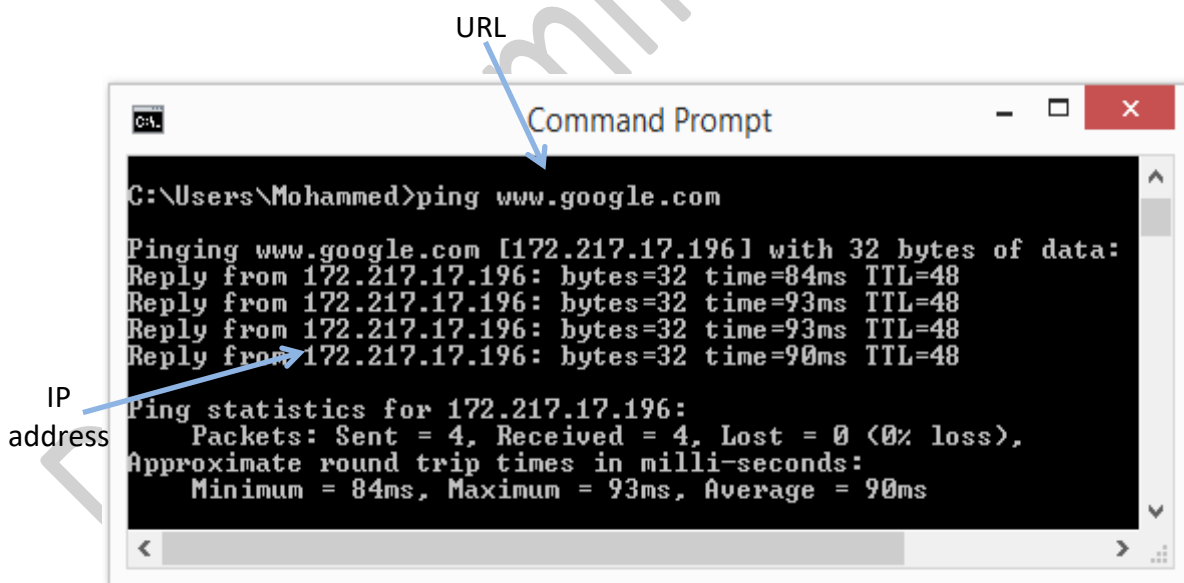 URL
Command Prompt
C:\Users\Mohammed>ping www.google.com
Pinging www.google.com [172.217.17.196] with 32 bytes of data:
Reply from 172.217.17.196: bytes=32 time=84ms TTL=48
Reply from 172.217.17.196: bytes=32 time=93ms TTL=48
Reply from 172.217.17.196: bytes=32 time=93ms TTL=48
Reply from 172.217.17.196: bytes=32 time=90ms TTL=48
IP
address
Ping statistics for 172.217.17.196:
Packets: Sent = 4, Received = 4, Lost = 0 (0% loss),
Approximate round trip times in milli-seconds:
Minimum = 84ms, Maximum = 93ms, Average = 90ms